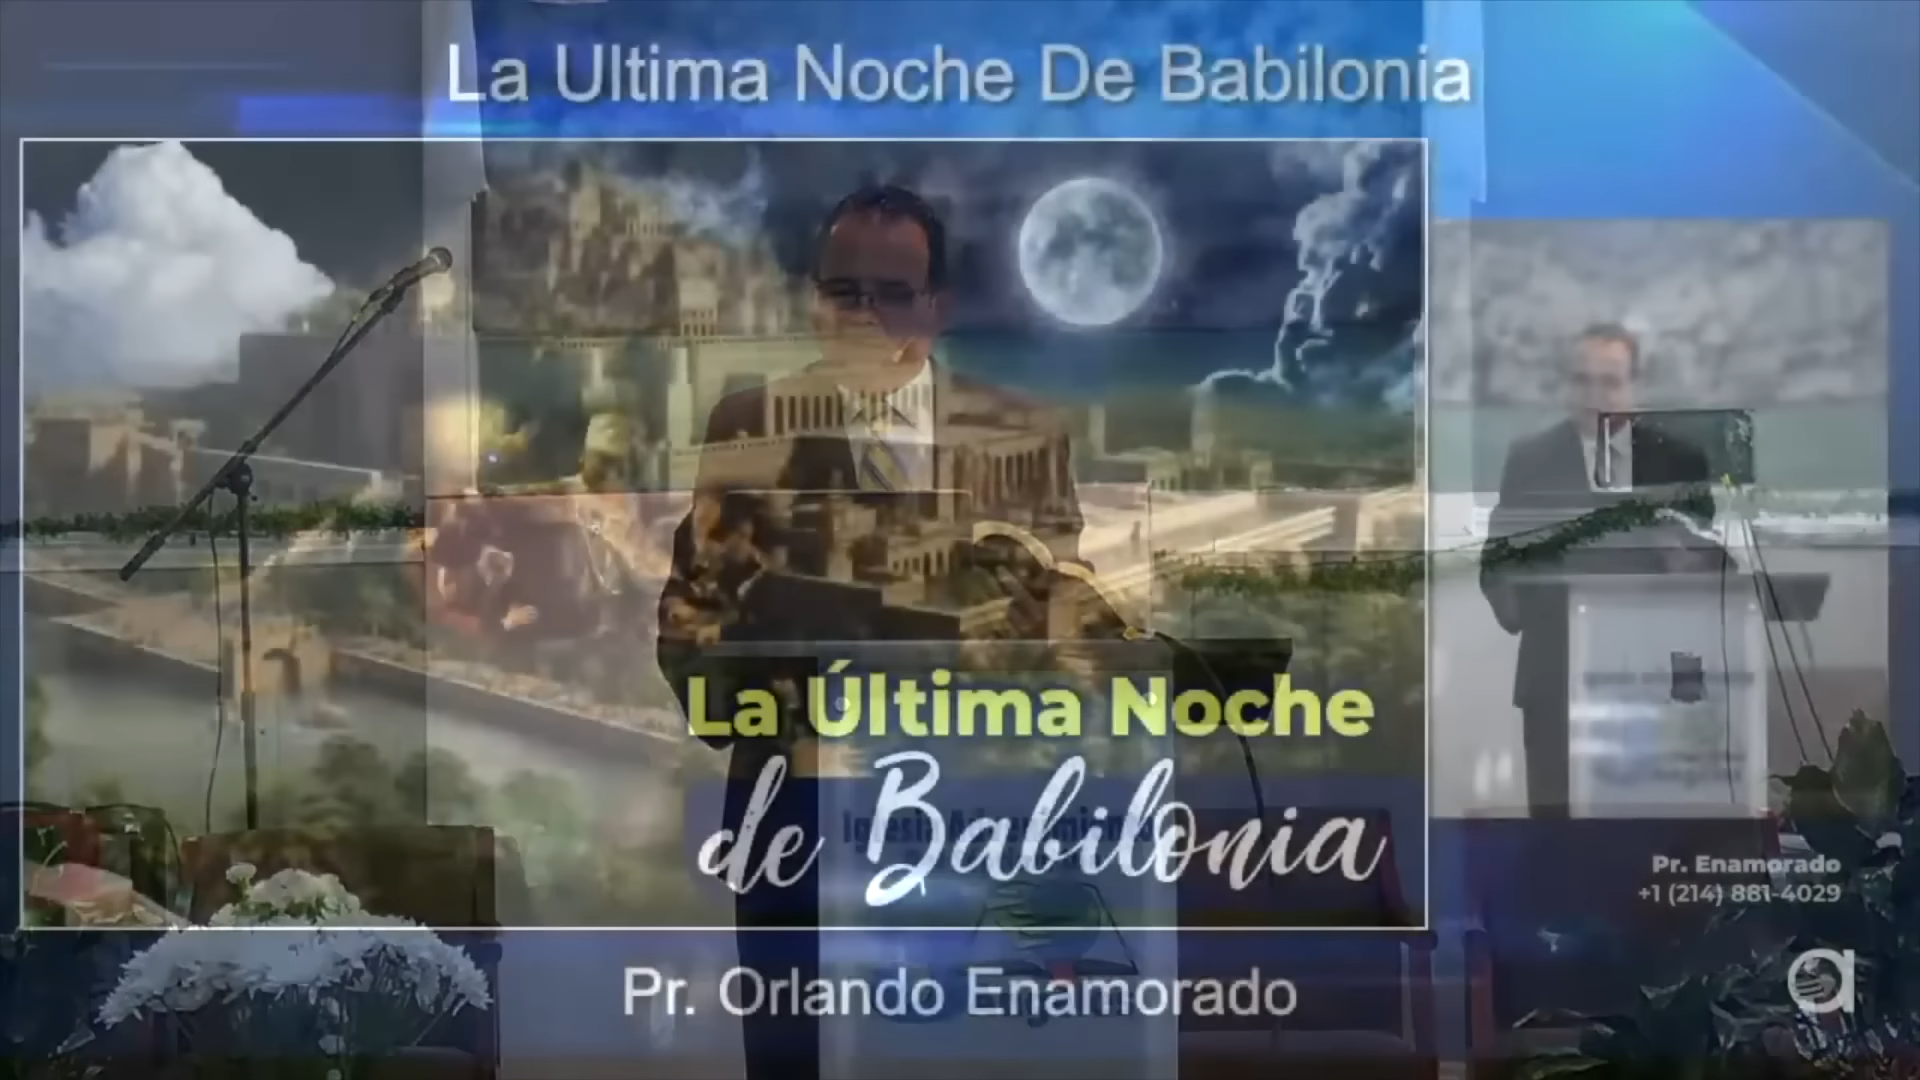 La Ultima Noche De Babilonia
La Última Noche
de Babilonia
Pr. Enamorado
+1 (214) 881-4029
a
Pr. Orlando Enamorado